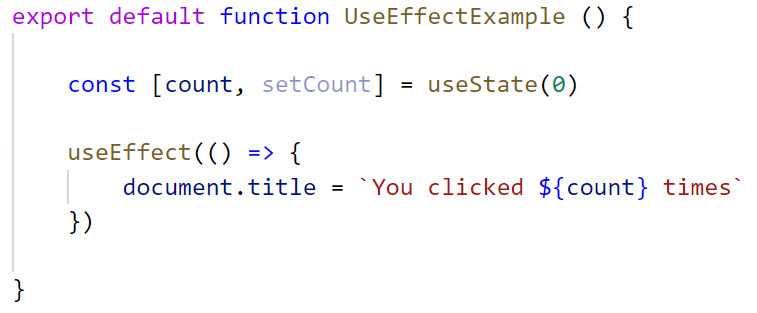 export default function UseEffectExample () {
const [count, setCount] = useState(0)
useEffect(() => {
document.title = `You clicked ${count} times`
})
}